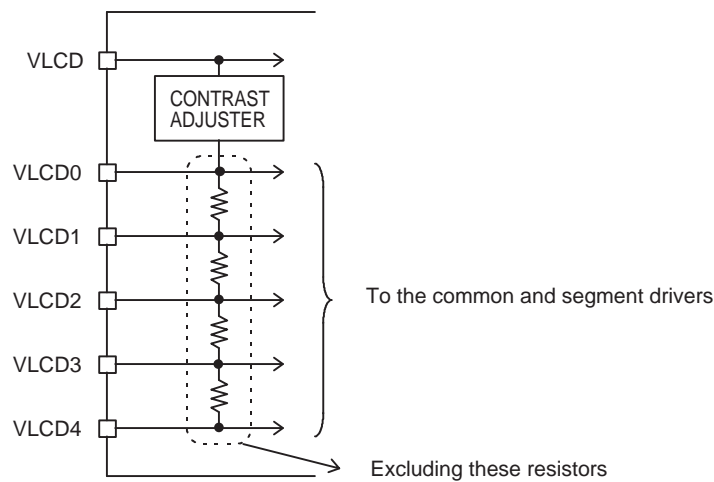 VLCD
CONTRAST
ADJUSTER
VLCD0
VLCD1
VLCD2
To the common and segment drivers
VLCD3
VLCD4
Excluding these resistors